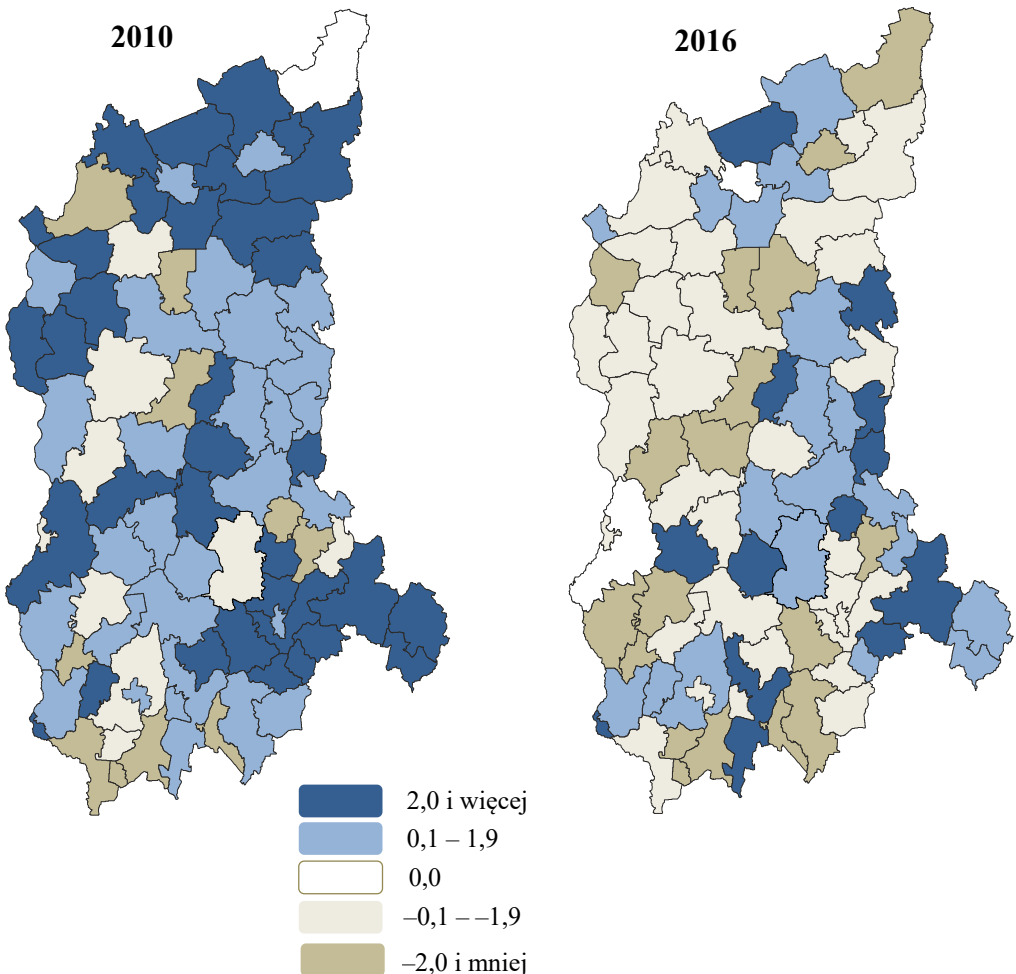 2010
2016
2,0 i więcej
0,1 – 1,9
0,0
–0,1 – –1,9
–2,0 i mniej